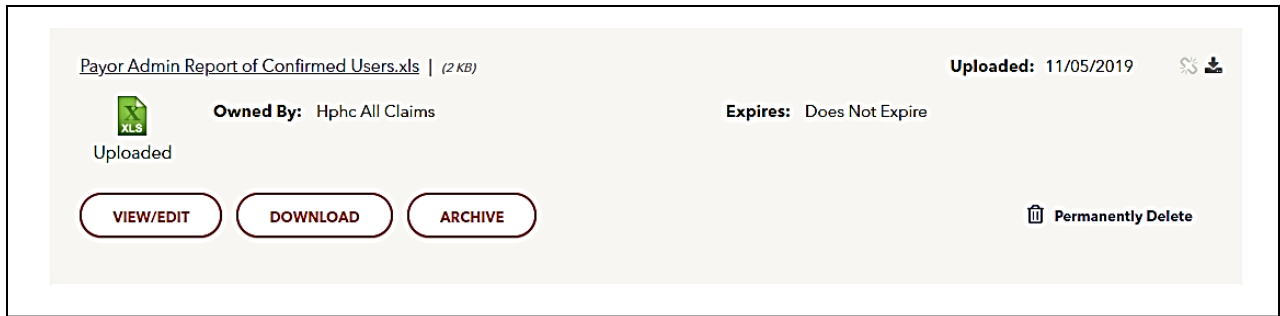 Payor Admin Report of Confirmed Users.xls | (2 KB) Uploaded: 11/05/2019
XLS Owned By: Hphc All Claims Expires: Does Not Expire
Uploaded
VIEW/EDIT DOWNLOAD ARCHIVE Permanently Delete